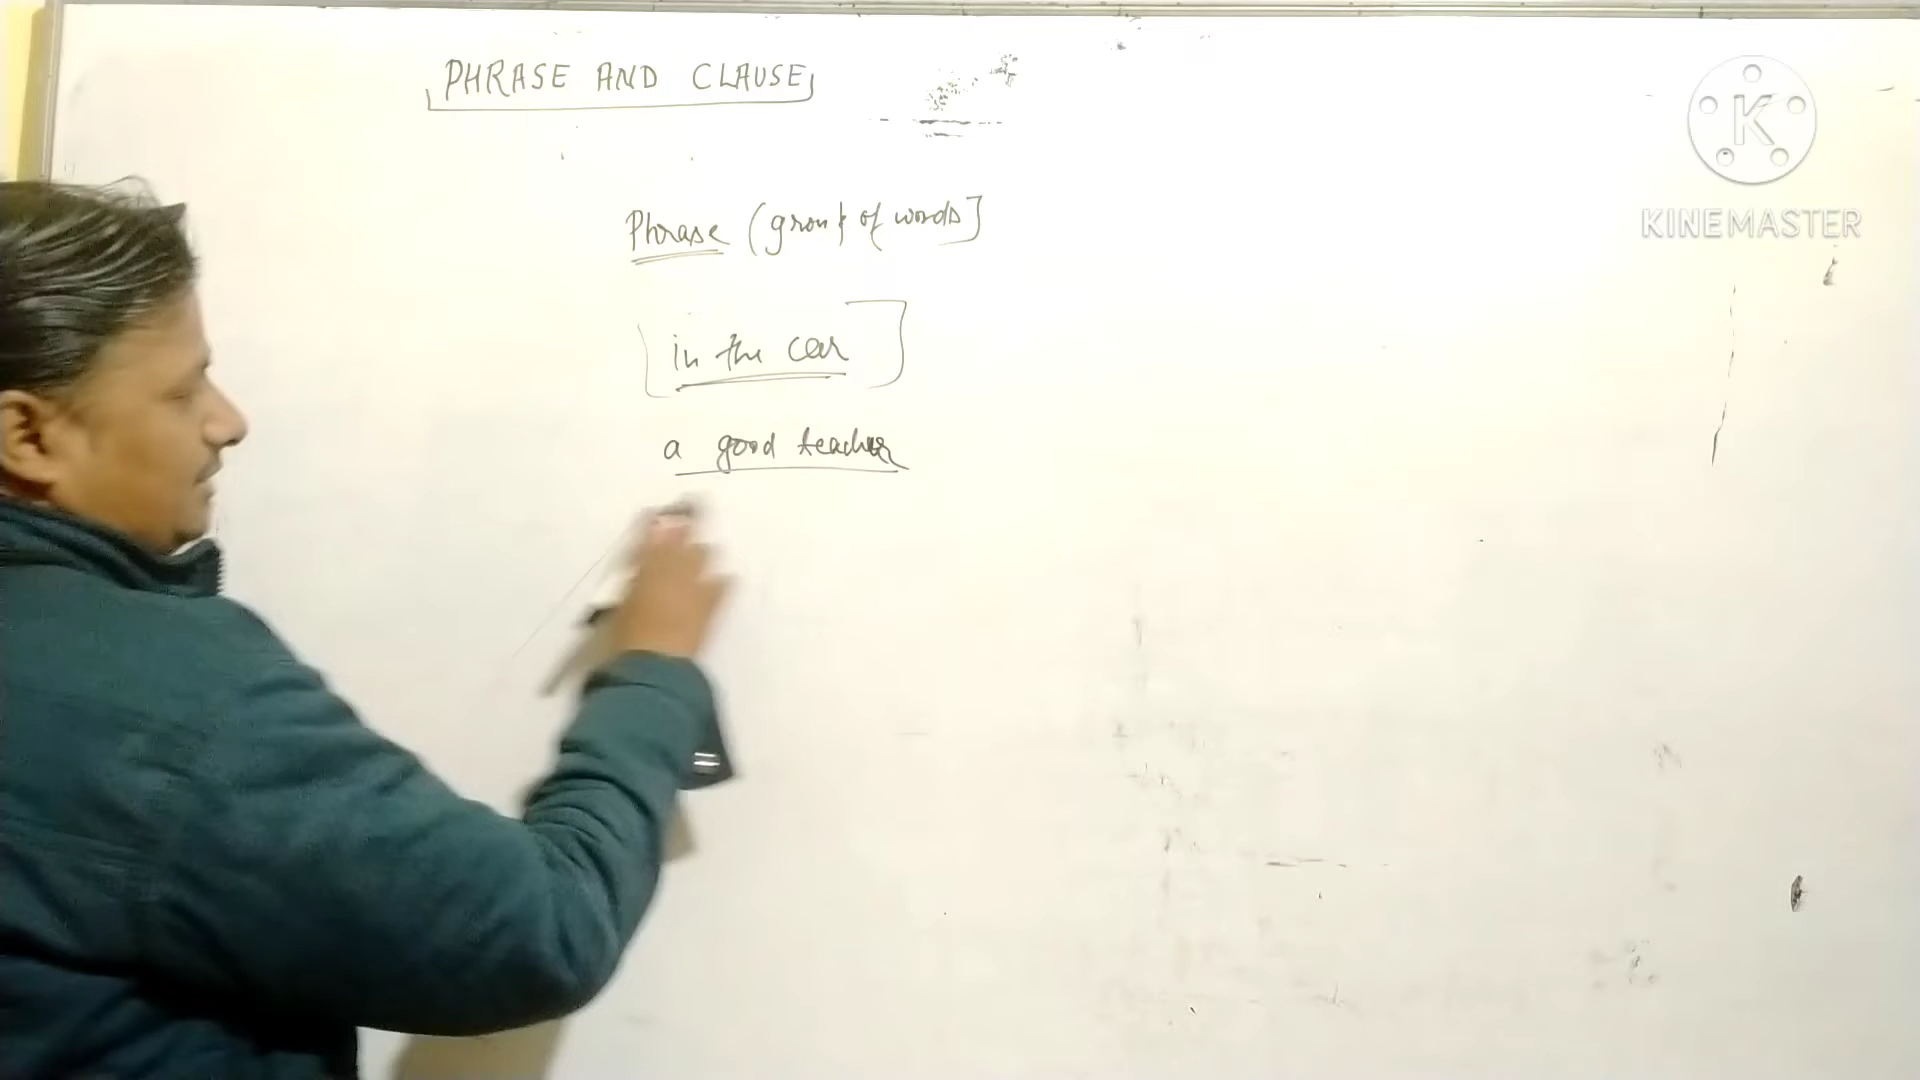 PHRASE AND CLAUSE
Phrase (group of words]
in the car
a good teacher
K
KINEMASTER